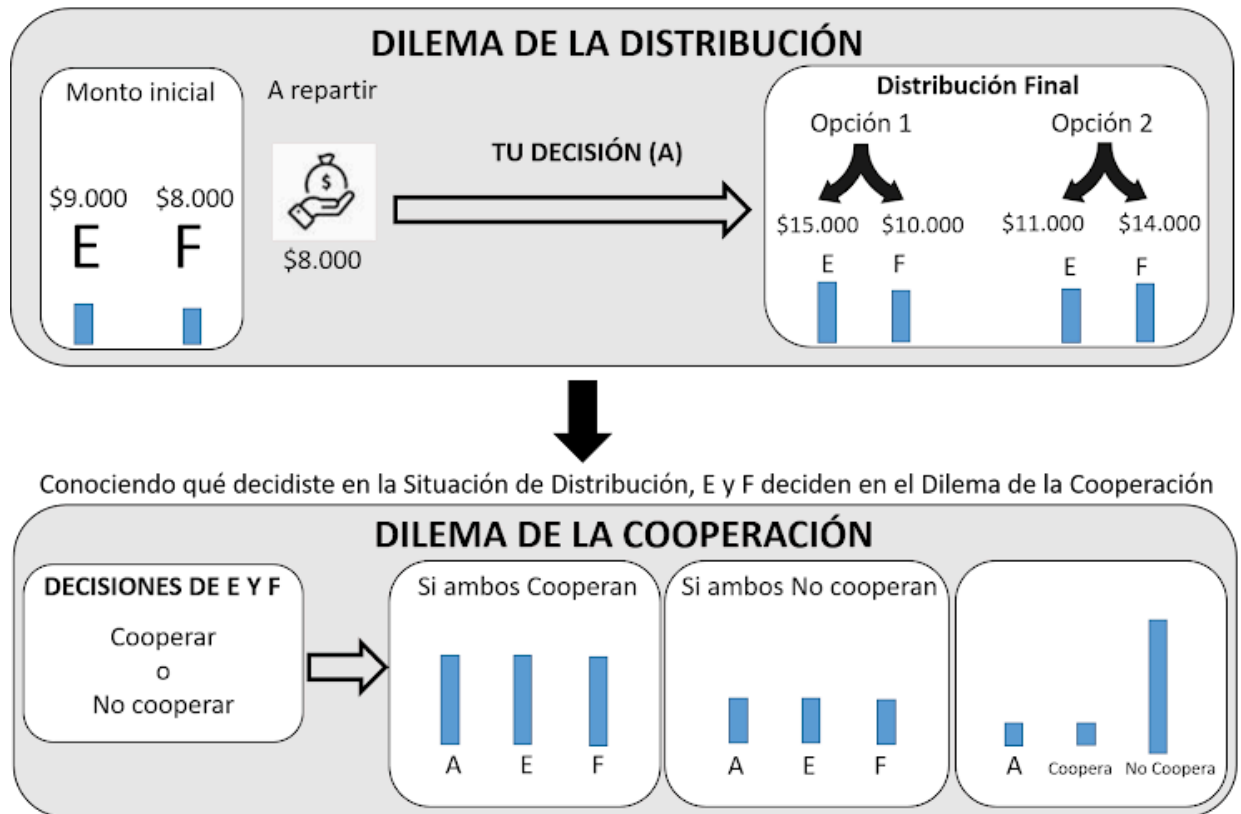 DILEMA DE LA DISTRIBUCIÓN
Monto inicial
A repartir
Distribución Final
Opción 1
Opción 2
TU DECISIÓN (A)
$9.000
$8.000
E
F
$
$8.000
$15.000
$10.000
$11.000
$14.000
E
F
E
F
Conociendo qué decidiste en la Situación de Distribución, E y F deciden en el Dilema de la Cooperación
DILEMA DE LA COOPERACIÓN
DECISIONES DE E Y F
Cooperar
o
No cooperar
Si ambos Cooperan
A
E
F
Si ambos No cooperan
A
E
F
A
Coopera
No Coopera